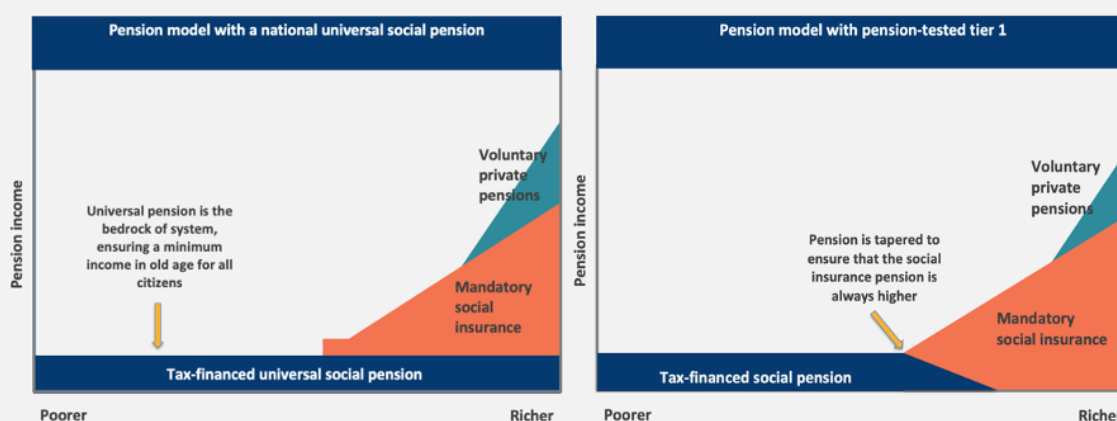 Pension model with a national universal social pension
Pension income
Universal pension is the
bedrock of system,
ensuring a minimum
income in old age for all
citizens
Voluntary
private
pensions
Mandatory
social
insurance
Tax-financed universal social pension
Poorer
Richer
Pension model with pension-tested tier 1
Pension income
Pension is tapered to
ensure that the social
insurance pension is
always higher
Voluntary
private
pensions
Mandatory
social insurance
Tax-financed social pension
Poorer
Richer